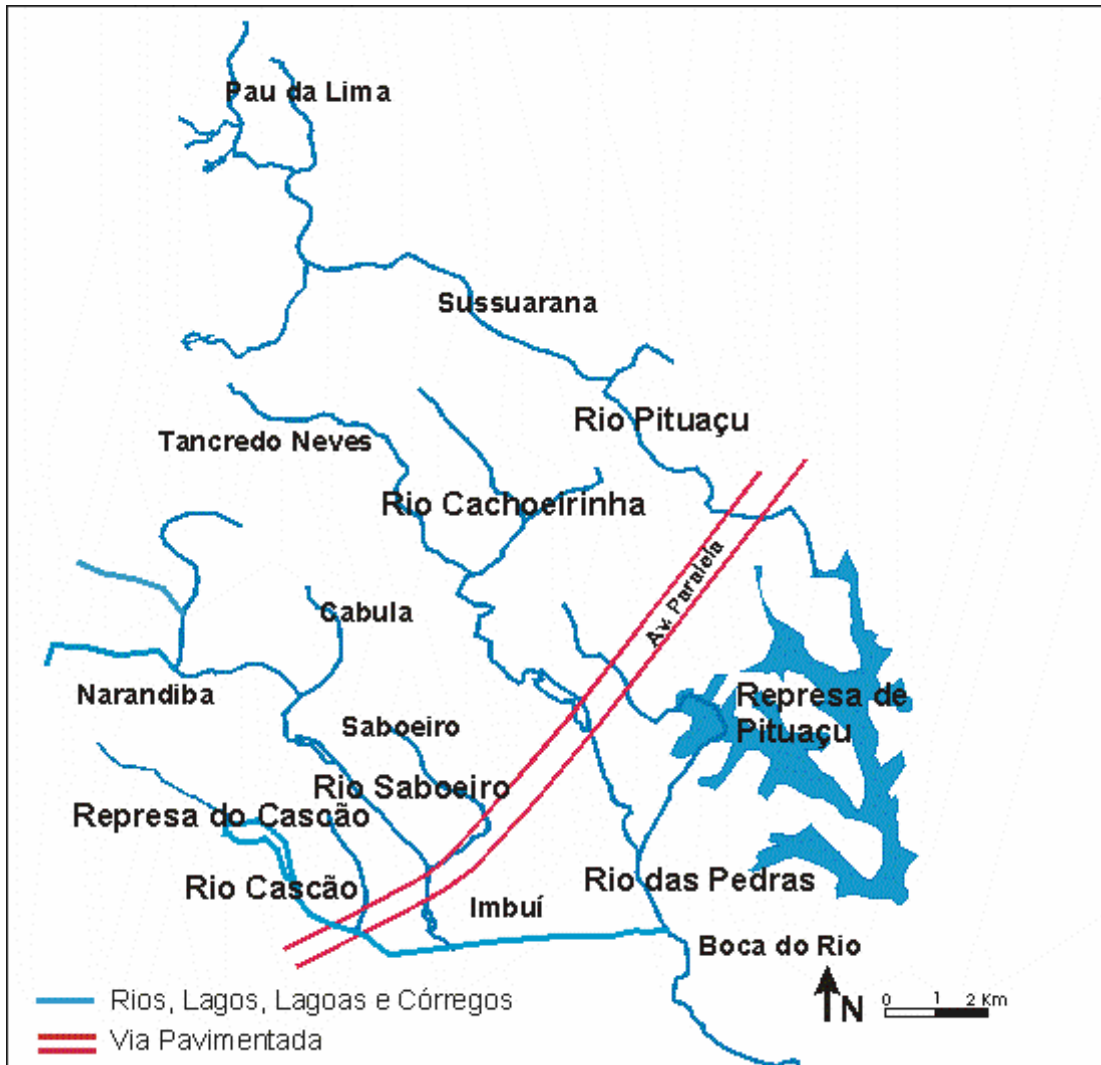 Pau da Lima
Sussuarana
Rio Pituaçu
Tancredo Neves
Rio Cachoeirinha
Av. Paralela
Cabula
Narandiba
Represa de
Pituaçu
Saboeiro
Rio Saboeiro
Represa do Cascão
Rio Cascão
Rio das Pedras
Imbuí
Boca do Rio
N
0 1 2 Km
Rios, Lagos, Lagoas e Córregos
Via Pavimentada